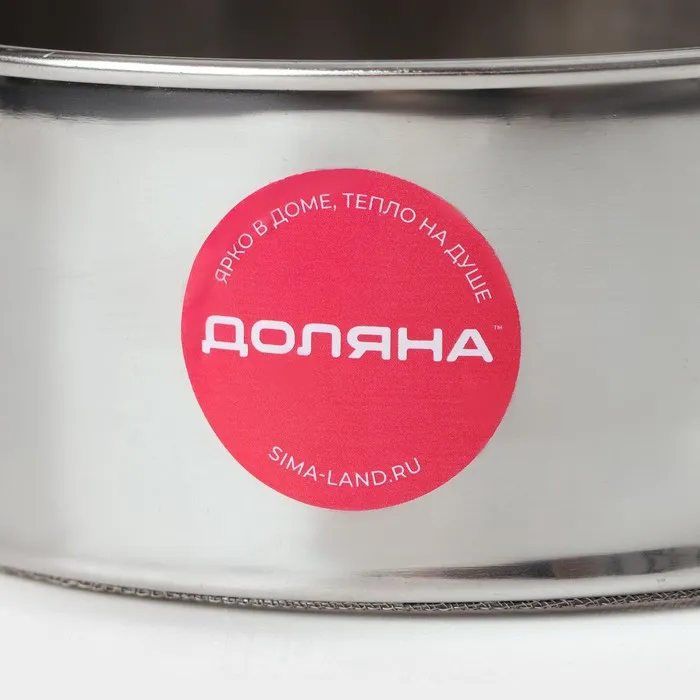 ЯРКО В ДОМЕ, ТЕПЛО НА ДУШЕ
ДОЛЯНА™
SIMA-LAND.RU